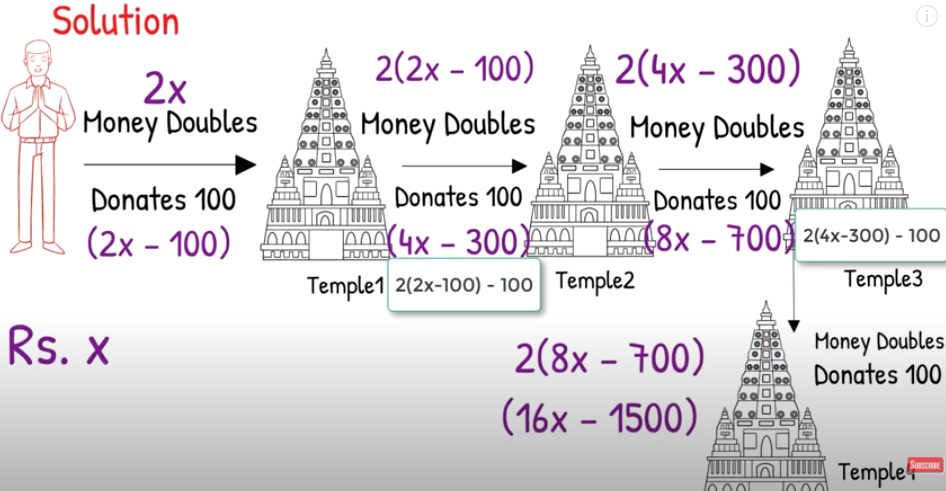 Solution
2x
Money Doubles
Donates 100
(2x – 100)
Temple1
2(2x – 100)
Money Doubles
Donates 100
(4x – 300)
2(2x-100) - 100
Temple2
2(4x – 300)
Money Doubles
Donates 100
(8x – 700)
2(4x-300) - 100
Temple3
Rs. x
Money Doubles
Donates 100
2(8x – 700)
(16x – 1500)
Temple4
SUBSCRIBE